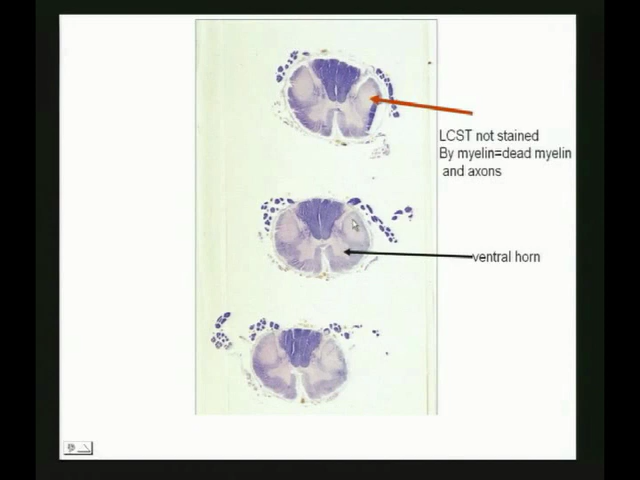 LCST not stained
By myelin=dead myelin
and axons
ventral horn